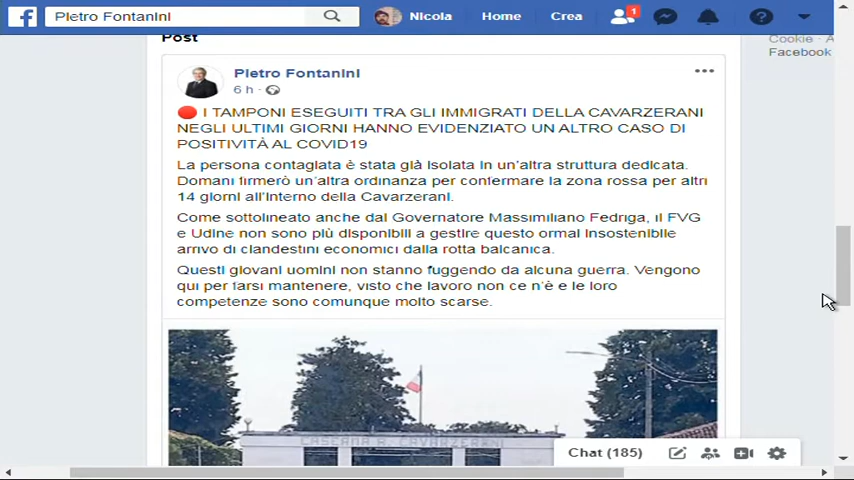 Pietro Fontanini
Nicola
Home
Crea
1
Post
Cookie · A
Facebook
Pietro Fontanini
6 h ·
I TAMPONI ESEGUITI TRA GLI IMMIGRATI DELLA CAVARZERANI
NEGLI ULTIMI GIORNI HANNO EVIDENZIATO UN ALTRO CASO DI
POSITIVITÀ AL COVID19
La persona contagiata è stata già isolata in un'altra struttura dedicata.
Domani firmerò un'altra ordinanza per confermare la zona rossa per altri
14 giorni all'interno della Cavarzerani.
Come sottolineato anche dal Governatore Massimiliano Fedriga, il FVG
e Udine non sono più disponibili a gestire questo ormai insostenibile
arrivo di clandestini economici dalla rotta balcanica.
Questi giovani uomini non stanno fuggendo da alcuna guerra. Vengono
qui per farsi mantenere, visto che lavoro non ce n'è e le loro
competenze sono comunque molto scarse.
CASERMA R. CAVARZERANI
Chat (185)